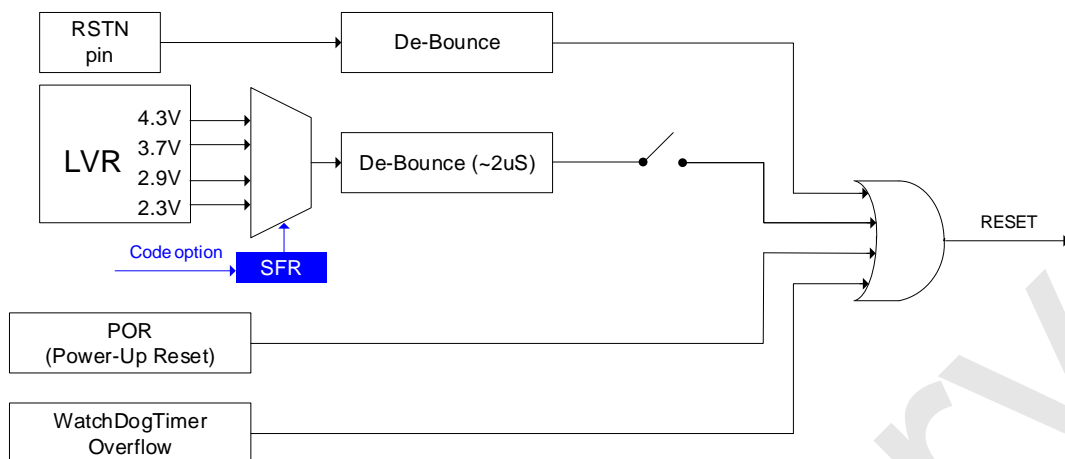 RSTN
pin
De-Bounce
LVR
4.3V
3.7V
2.9V
2.3V
De-Bounce (~2uS)
Code option
SFR
RESET
POR
(Power-Up Reset)
WatchDogTimer
Overflow
ry